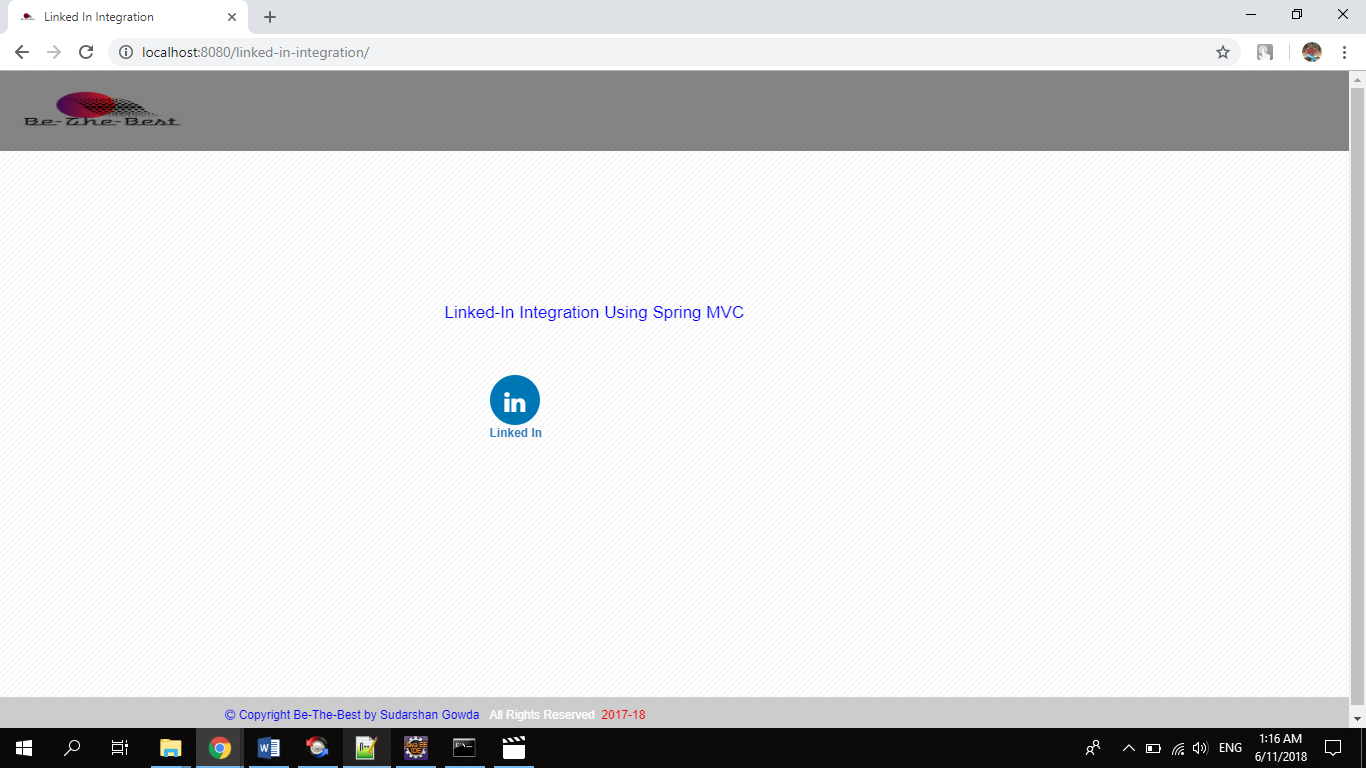 Linked In Integration
localhost:8080/linked-in-integration/
Be-The-Best
Linked-In Integration Using Spring MVC
in
Linked In
© Copyright Be-The-Best by Sudarshan Gowda All Rights Reserved 2017-18
ENG
1:16 AM
6/11/2018